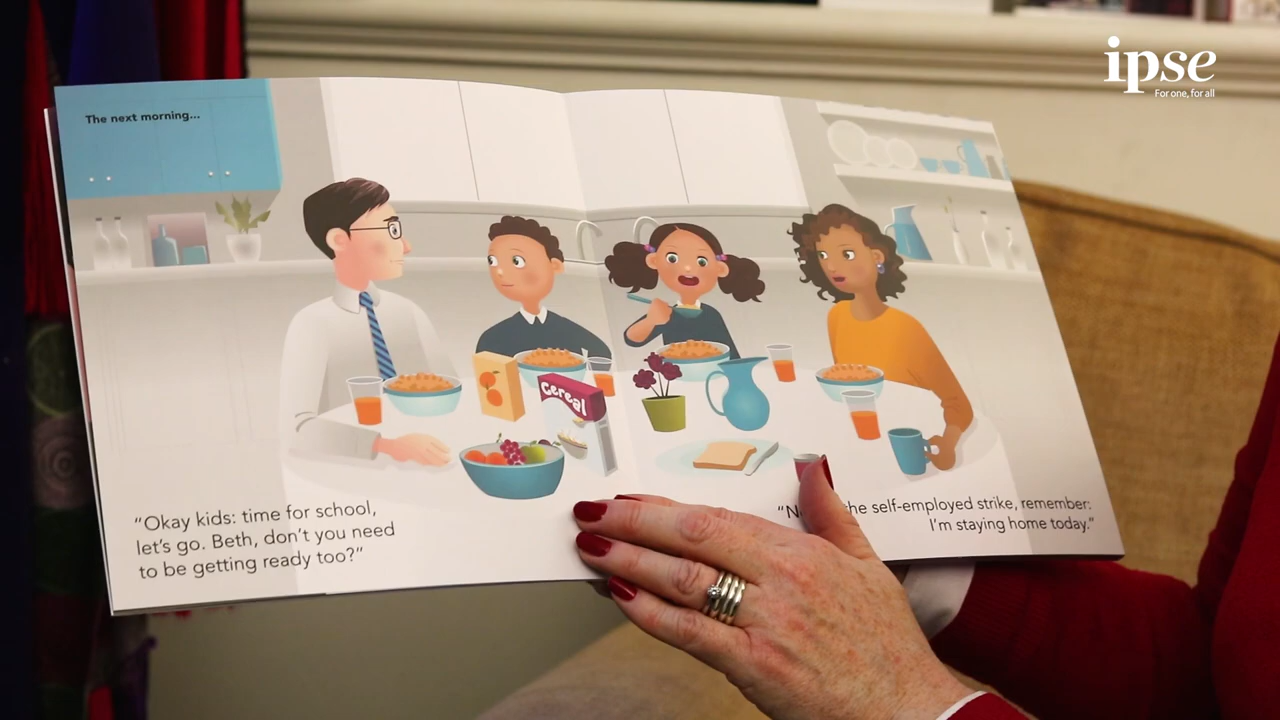 ipse
For one, for all
The next morning...
Cereal
“Okay kids: time for school,
let’s go. Beth, don’t you need
to be getting ready too?”
the self-employed strike, remember:
I’m staying home today.”